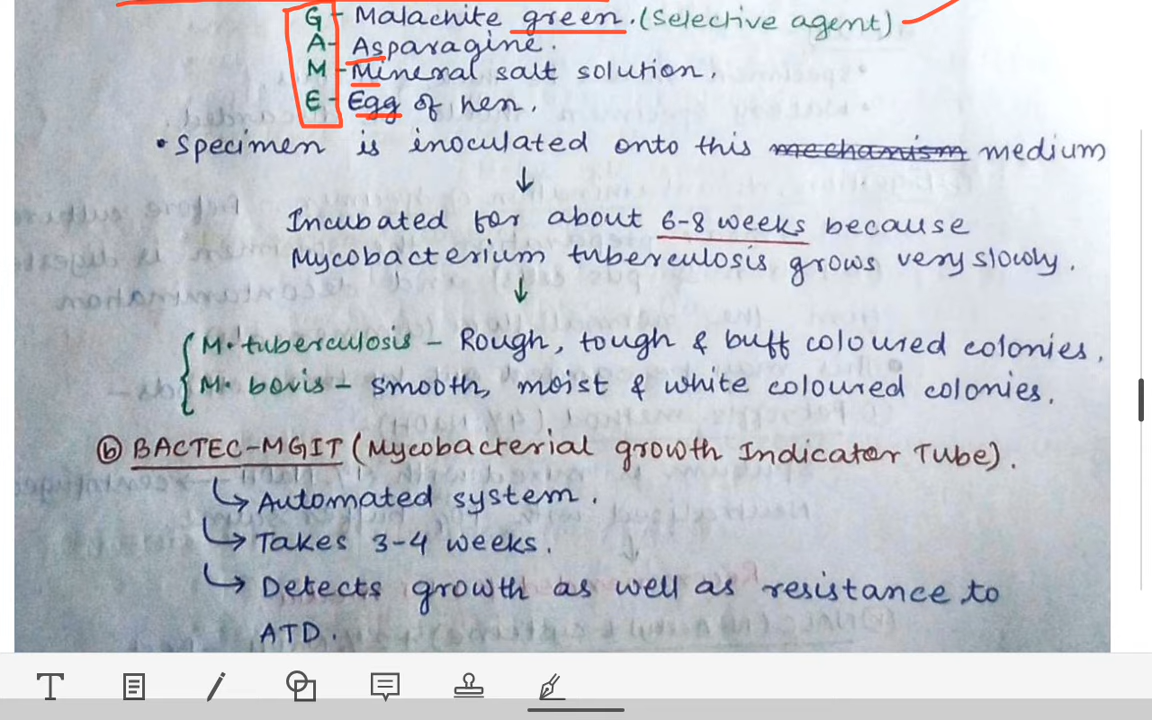 G - Malachite green. (Selective agent)
A - Asparagine.
M - Mineral salt solution.
E - Egg of hen.
• Specimen is inoculated onto this mechanism medium
↓
Incubated for about 6-8 weeks because
Mycobacterium tuberculosis grows very slowly.
↓
M. tuberculosis - Rough, tough & buff coloured colonies.
M. bovis - smooth, moist & white coloured colonies.
ⓑ BACTEC-MGIT (Mycobacterial growth Indicator Tube).
↳ Automated system.
↳ Takes 3-4 weeks.
↳ Detects growth as well as resistance to
ATD.
T